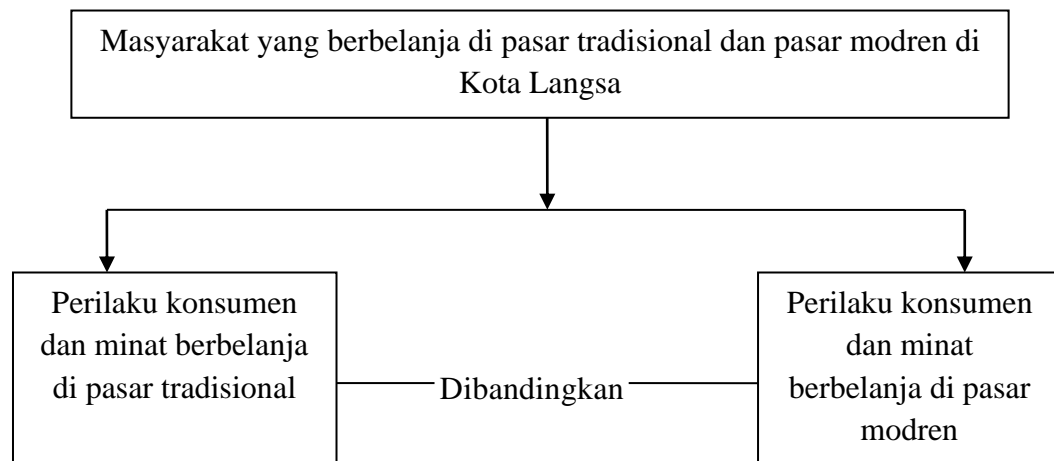 Masyarakat yang berbelanja di pasar tradisional dan pasar modren di
Kota Langsa
Perilaku konsumen
dan minat berbelanja
di pasar tradisional
Dibandingkan
Perilaku konsumen
dan minat
berbelanja di pasar
modren